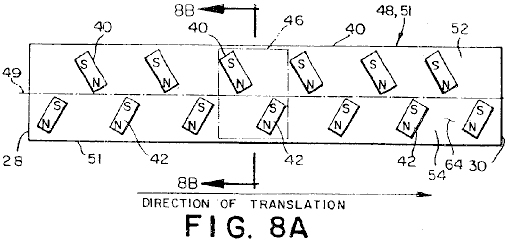 8B 40 46 48,51
40 40 52
S S S S S S
N N N N N N
49
S S S S S S S
N N N N N N N
28 51 42 42 42 54 64 30
8B
DIRECTION OF TRANSLATION
FIG. 8A